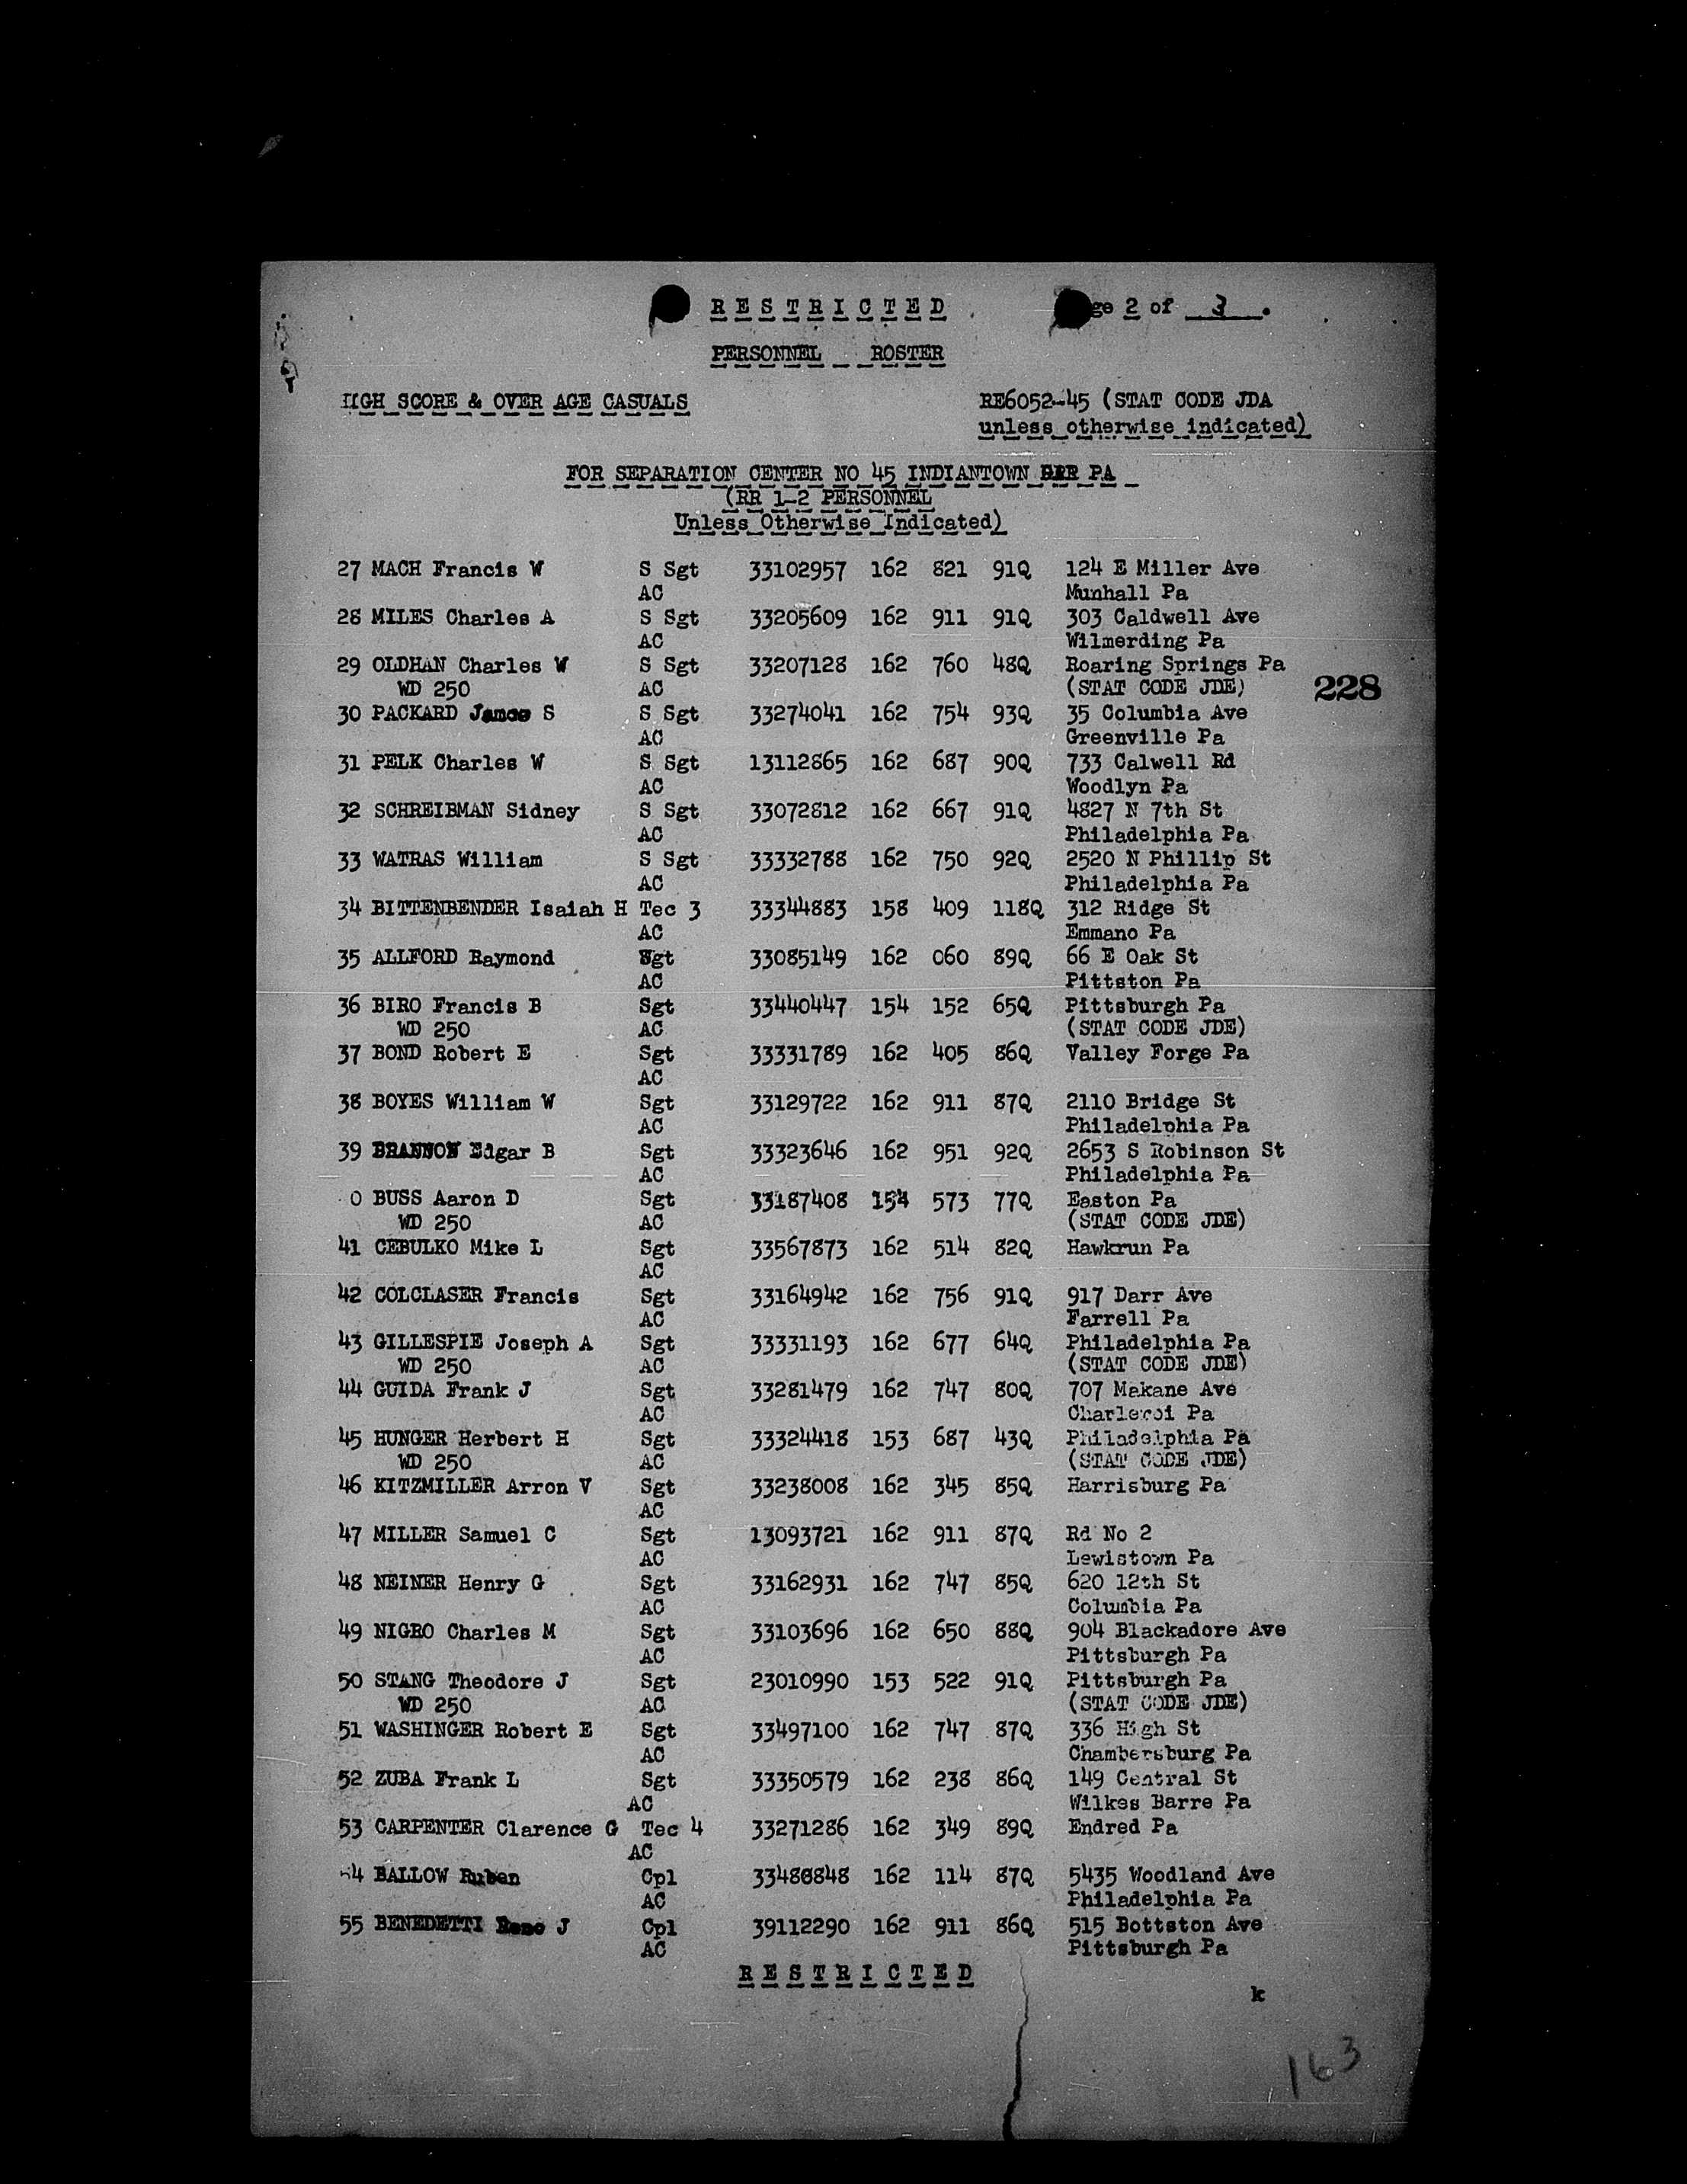 R E S T R I C T E D
ge 2 of 3.
PERSONNEL ROSTER
HIGH SCORE & OVER AGE CASUALS
RE6052-45 (STAT CODE JDA
unless otherwise indicated)
FOR SEPARATION CENTER NO 45 INDIANTOWN PA
(RR 1-2 PERSONNEL
Unless Otherwise Indicated)
27 MACH Francis W S Sgt 33102957 162 821 91Q 124 E Miller Ave
AC Munhall Pa
28 MILES Charles A S Sgt 33205609 162 911 91Q 303 Caldwell Ave
AC Wilmerding Pa
29 OLDHAN Charles W S Sgt 33207128 162 760 48Q Roaring Springs Pa
WD 250 AC (STAT CODE JDE)
228
30 PACKARD James S S Sgt 33274041 162 754 93Q 35 Columbia Ave
AC Greenville Pa
31 PELK Charles W S Sgt 13112865 162 687 90Q 733 Calwell Rd
AC Woodlyn Pa
32 SCHREIBMAN Sidney S Sgt 33072812 162 667 91Q 4827 N 7th St
AC Philadelphia Pa
33 WATRAS William S Sgt 33332788 162 750 92Q 2520 N Phillip St
AC Philadelphia Pa
34 BITTENBENDER Isaiah H Tec 3 33344883 158 409 118Q 312 Ridge St
AC Emmano Pa
35 ALLFORD Raymond Sgt 33085149 162 060 89Q 66 E Oak St
AC Pittston Pa
36 BIRO Francis B Sgt 33440447 154 152 65Q Pittsburgh Pa
WD 250 AC (STAT CODE JDE)
37 BOND Robert E Sgt 33331789 162 405 86Q Valley Forge Pa
AC
38 BOYES William W Sgt 33129722 162 911 87Q 2110 Bridge St
AC Philadelphia Pa
39 BRANNON Edgar B Sgt 33323646 162 951 92Q 2653 S Robinson St
AC Philadelphia Pa
0 BUSS Aaron D Sgt 33187408 154 573 77Q Easton Pa
WD 250 AC (STAT CODE JDE)
41 CEBULKO Mike L Sgt 33567873 162 514 82Q Hawkrun Pa
AC
42 COLCLASER Francis Sgt 33164942 162 756 91Q 917 Darr Ave
AC Farrell Pa
43 GILLESPIE Joseph A Sgt 33331193 162 677 64Q Philadelphia Pa
WD 250 AC (STAT CODE JDE)
44 GUIDA Frank J Sgt 33281479 162 747 80Q 707 Makane Ave
AC Charleroi Pa
45 HUNGER Herbert H Sgt 33324418 153 687 43Q Philadelphia Pa
WD 250 AC (STAT CODE JDE)
46 KITZMILLER Arron V Sgt 33238008 162 345 85Q Harrisburg Pa
AC
47 MILLER Samuel C Sgt 13093721 162 911 87Q Rd No 2
AC Lewistown Pa
48 NEINER Henry G Sgt 33162931 162 747 85Q 620 12th St
AC Columbia Pa
49 NIGRO Charles M Sgt 33103696 162 650 88Q 904 Blackadore Ave
AC Pittsburgh Pa
50 STANG Theodore J Sgt 23010990 153 522 91Q Pittsburgh Pa
WD 250 AC (STAT CODE JDE)
51 WASHINGER Robert E Sgt 33497100 162 747 87Q 336 High St
AC Chambersburg Pa
52 ZUBA Frank L Sgt 33350579 162 238 86Q 149 Central St
AC Wilkes Barre Pa
53 CARPENTER Clarence G Tec 4 33271286 162 349 89Q Endred Pa
AC
54 BALLOW Ruben Cpl 33480848 162 114 87Q 5435 Woodland Ave
AC Philadelphia Pa
55 BENEDETTI J Cpl 39112290 162 911 86Q 515 Bottston Ave
AC Pittsburgh Pa
R E S T R I C T E D
k
163